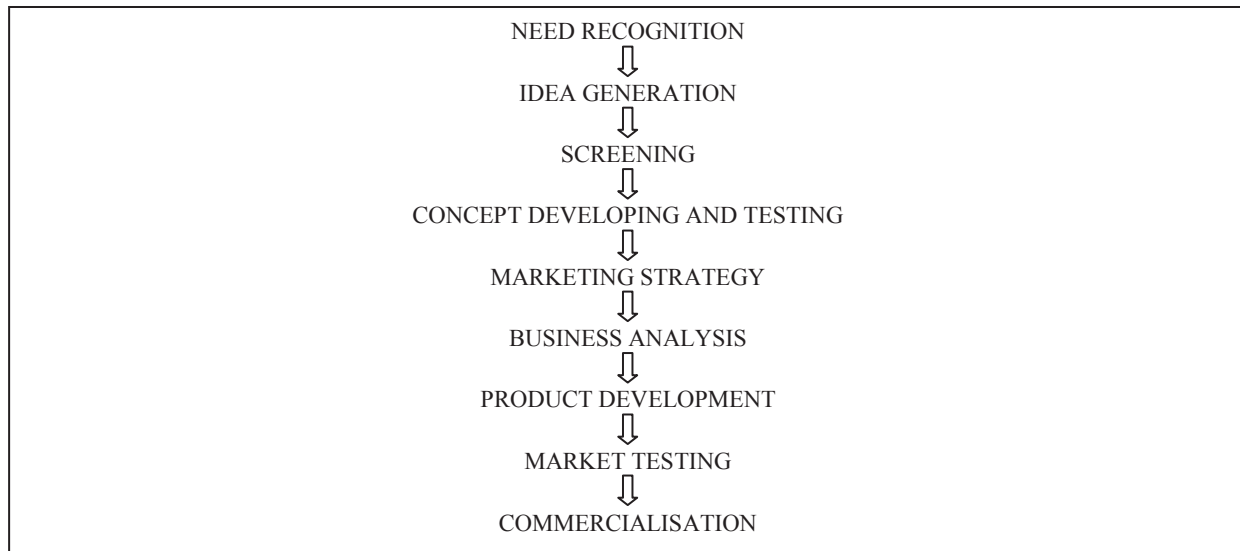 NEED RECOGNITION
IDEA GENERATION
SCREENING
CONCEPT DEVELOPING AND TESTING
MARKETING STRATEGY
BUSINESS ANALYSIS
PRODUCT DEVELOPMENT
MARKET TESTING
COMMERCIALISATION